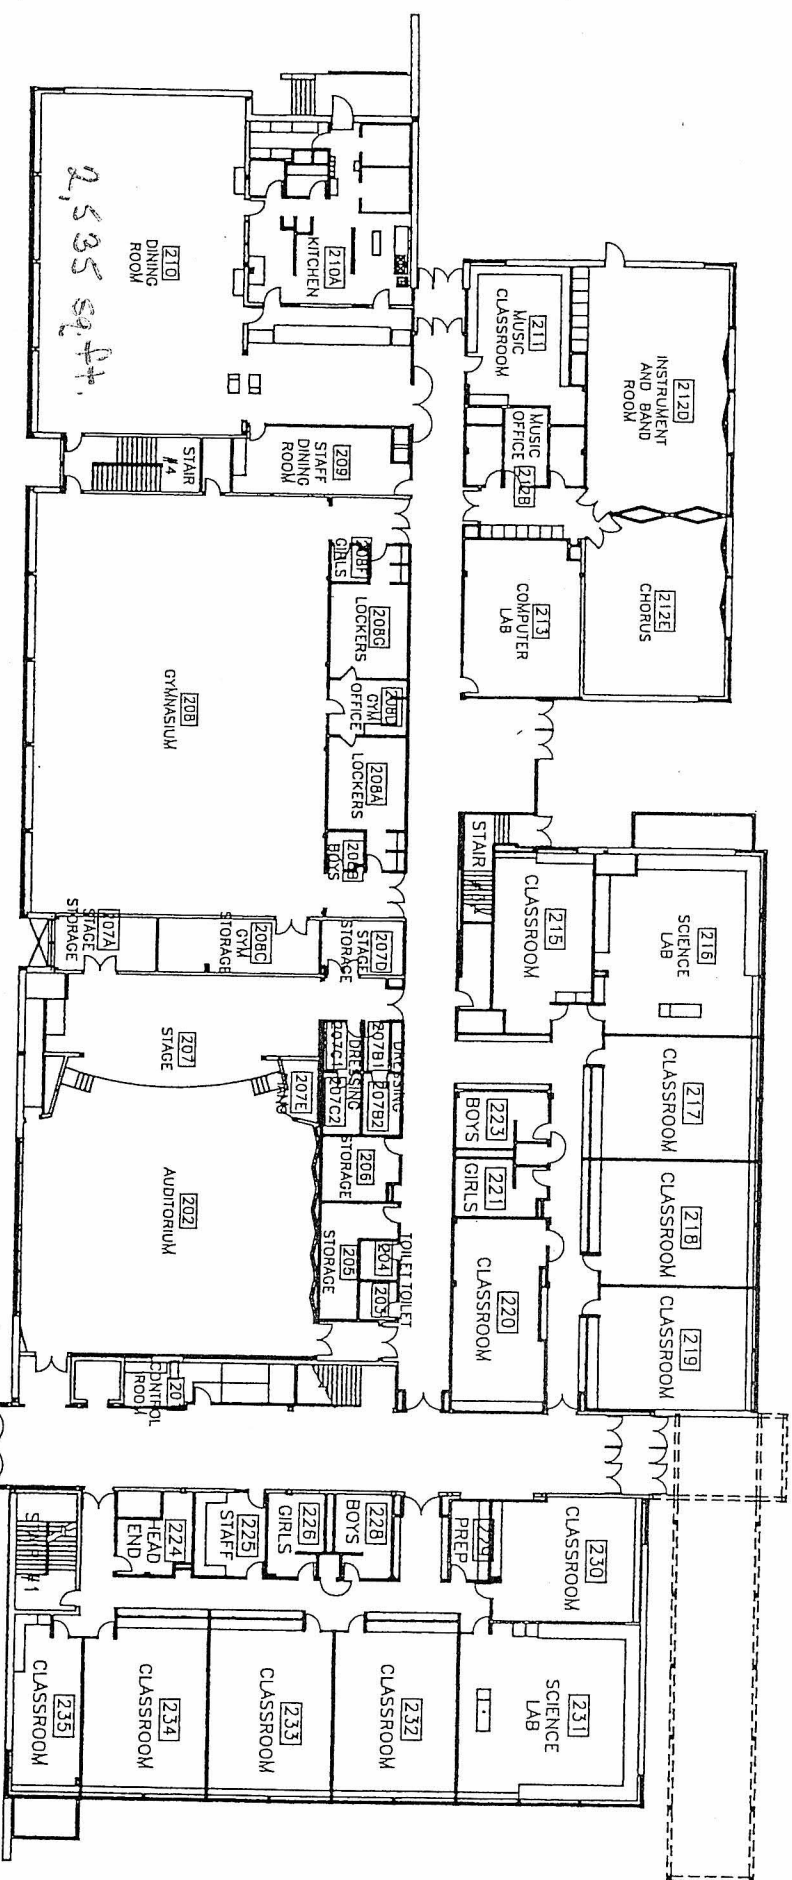 2,535 sq. ft.
210
DINING
ROOM
210A
KITCHEN
209
STAFF
DINING
ROOM
STAIR
#4
211
MUSIC
CLASSROOM
212D
INSTRUMENT
AND BAND
ROOM
MUSIC
OFFICE
212B
212E
CHORUS
213
COMPUTER
LAB
208
GYMNASIUM
208F
GIRLS
208G
LOCKERS
GYM
OFFICE
208A
LOCKERS
BOYS
207A
STAGE
STORAGE
GYM
STORAGE
207D
STAGE
STORAGE
STAIR
215
CLASSROOM
216
SCIENCE
LAB
217
CLASSROOM
218
CLASSROOM
219
CLASSROOM
220
CLASSROOM
221
GIRLS
223
BOYS
207
STAGE
207B1
DRESSING
207B2
207C1
DRESSING
207C2
207E
206
STORAGE
205
STORAGE
204
TOILET
203
TOILET
202
AUDITORIUM
CONTROL
ROOM
#1
224
HEAD
END
225
STAFF
226
GIRLS
228
BOYS
229
PREP
230
CLASSROOM
231
SCIENCE
LAB
232
CLASSROOM
233
CLASSROOM
234
CLASSROOM
235
CLASSROOM